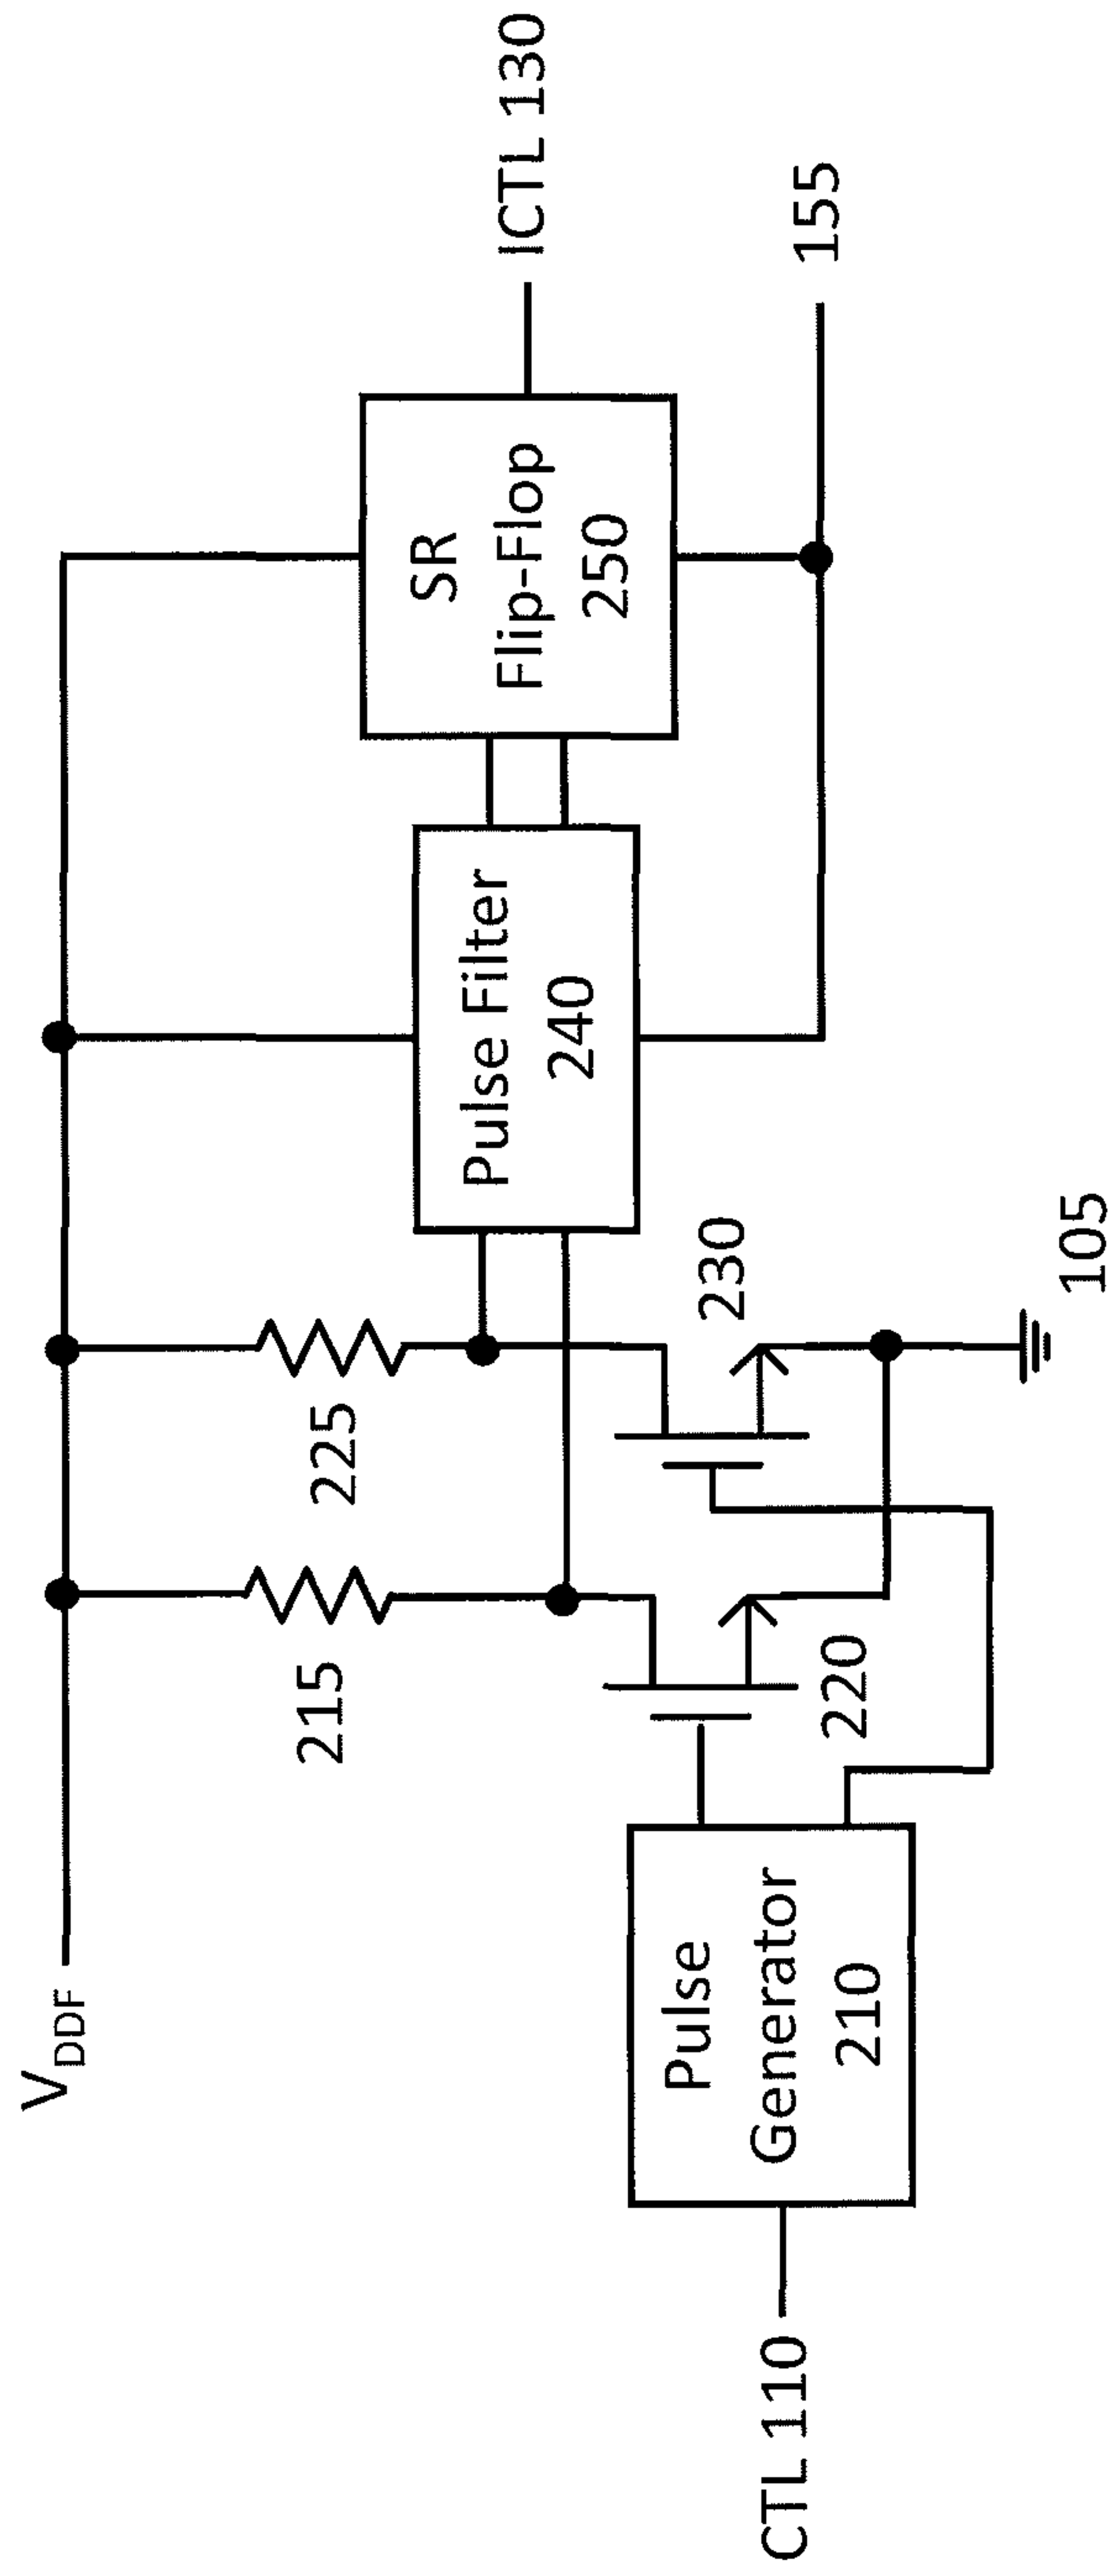 V_DDF
215
225
Pulse Filter
240
SR
Flip-Flop
250
ICTL 130
155
CTL 110
Pulse
Generator
210
220
230
105